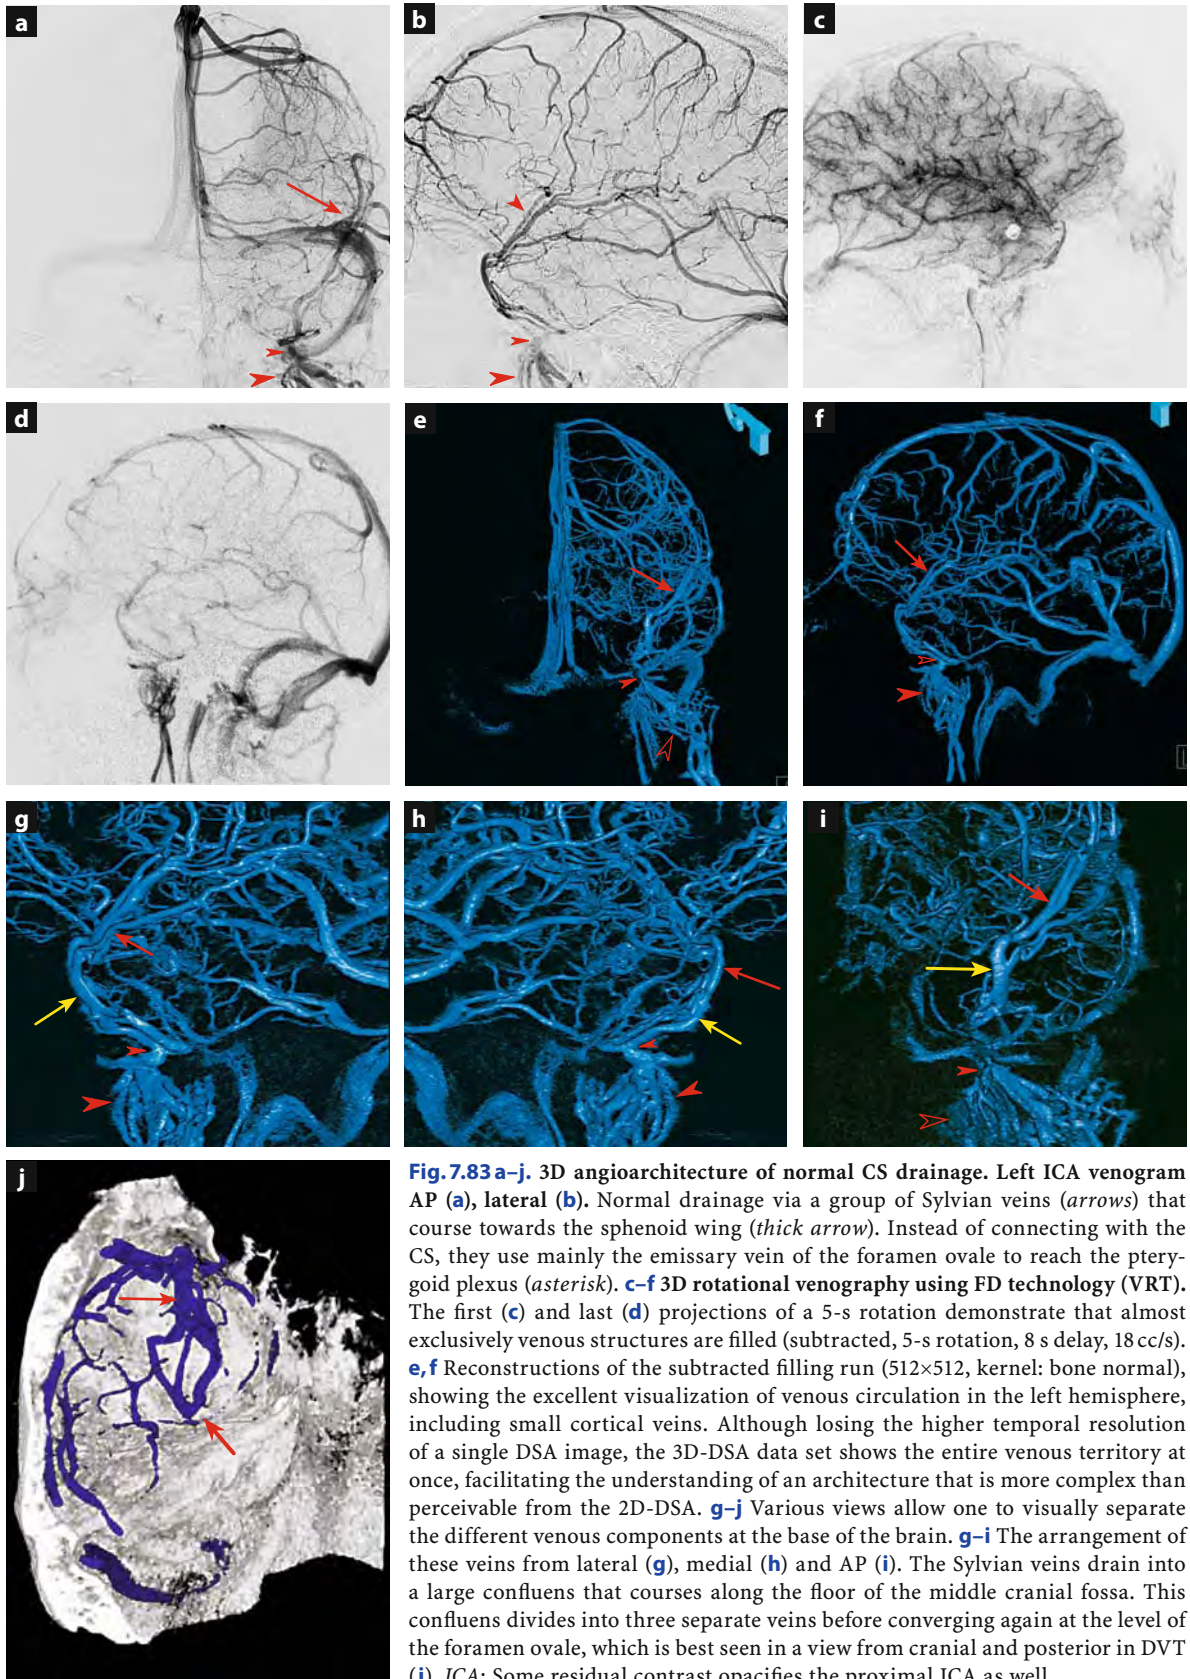 a
b
c
d
e
f
g
h
i
j
Fig. 7.83 a–j. 3D angioarchitecture of normal CS drainage. Left ICA venogram
AP (a), lateral (b). Normal drainage via a group of Sylvian veins (arrows) that
course towards the sphenoid wing (thick arrow). Instead of connecting with the
CS, they use mainly the emissary vein of the foramen ovale to reach the ptery-
goid plexus (asterisk). c–f 3D rotational venography using FD technology (VRT).
The first (c) and last (d) projections of a 5-s rotation demonstrate that almost
exclusively venous structures are filled (subtracted, 5-s rotation, 8 s delay, 18 cc/s).
e, f Reconstructions of the subtracted filling run (512×512, kernel: bone normal),
showing the excellent visualization of venous circulation in the left hemisphere,
including small cortical veins. Although losing the higher temporal resolution
of a single DSA image, the 3D-DSA data set shows the entire venous territory at
once, facilitating the understanding of an architecture that is more complex than
perceivable from the 2D-DSA. g–j Various views allow one to visually separate
the different venous components at the base of the brain. g–i The arrangement of
these veins from lateral (g), medial (h) and AP (i). The Sylvian veins drain into
a large confluens that courses along the floor of the middle cranial fossa. This
confluens divides into three separate veins before converging again at the level of
the foramen ovale, which is best seen in a view from cranial and posterior in DVT
(j). ICA: Some residual contrast opacifies the proximal ICA as well